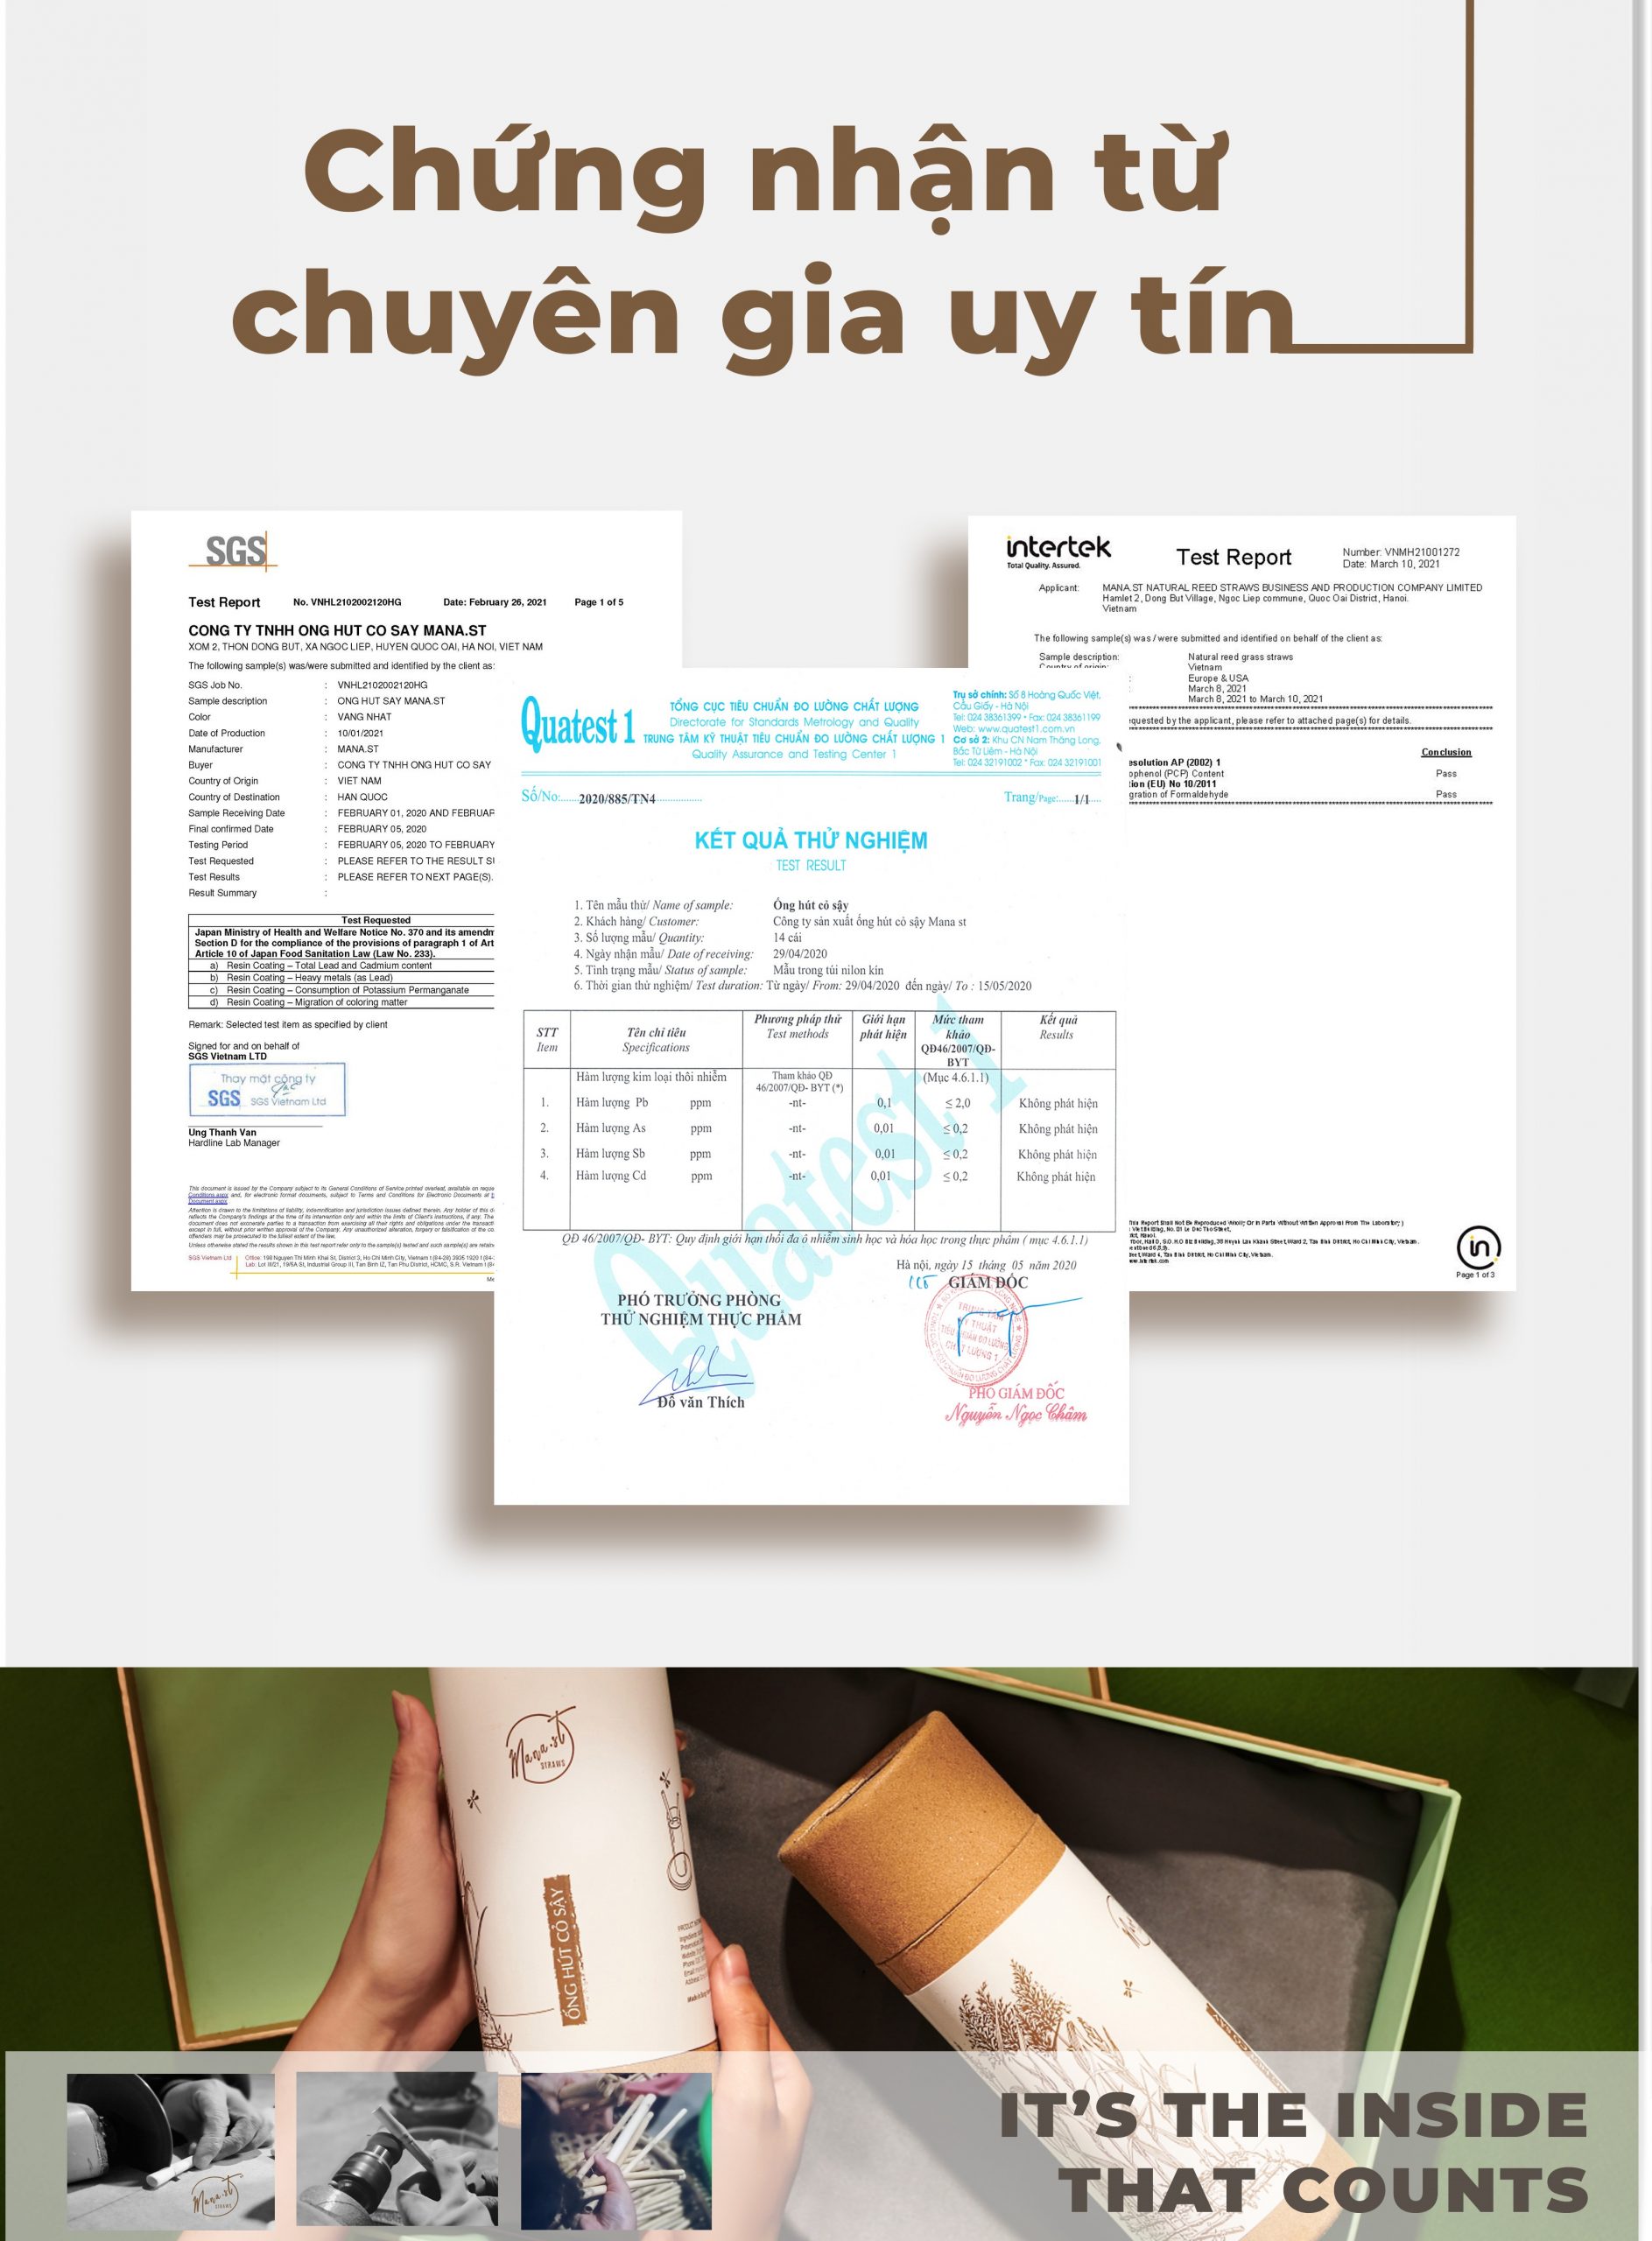 Chứng nhận từ
chuyên gia uy tín
SGS
Test Report No. VNHL2102002120HG Date: February 26, 2021 Page 1 of 5
CONG TY TNHH ONG HUT CO SAY MANA.ST
XOM 2, THON DONG BUT, XA NGOC LIEP, HUYEN QUOC OAI, HA NOI, VIET NAM
The following sample(s) was/were submitted and identified by the client as:
SGS Job No. : VNHL2102002120HG
Sample description : ONG HUT SAY MANA.ST
Color : VANG NHAT
Date of Production : 10/01/2021
Manufacturer : MANA.ST
Buyer : CONG TY TNHH ONG HUT CO SAY
Country of Origin : VIET NAM
Country of Destination : HAN QUOC
Sample Receiving Date : FEBRUARY 01, 2020 AND FEBRUAR
Final confirmed Date : FEBRUARY 05, 2020
Testing Period : FEBRUARY 05, 2020 TO FEBRUARY
Test Requested : PLEASE REFER TO THE RESULT SU
Test Results : PLEASE REFER TO NEXT PAGE(S).
Result Summary :
Test Requested
Japan Ministry of Health and Welfare Notice No. 370 and its amendm
Section D for the compliance of the provisions of paragraph 1 of Art
Article 10 of Japan Food Sanitation Law (Law No. 233).
a) Resin Coating – Total Lead and Cadmium content
b) Resin Coating – Heavy metals (as Lead)
c) Resin Coating – Consumption of Potassium Permanganate
d) Resin Coating – Migration of coloring matter
Remark: Selected test item as specified by client
Signed for and on behalf of
SGS Vietnam LTD
Thay mặt công ty
SGS SGS Vietnam Ltd
Ung Thanh Van
Hardline Lab Manager
SGS Vietnam Ltd
Quatest 1
TỔNG CỤC TIÊU CHUẨN ĐO LƯỜNG CHẤT LƯỢNG
Directorate for Standards Metrology and Quality
TRUNG TÂM KỸ THUẬT TIÊU CHUẨN ĐO LƯỜNG CHẤT LƯỢNG 1
Quality Assurance and Testing Center 1
Trụ sở chính: Số 8 Hoàng Quốc Việt,
Cầu Giấy - Hà Nội
Tel: 024 38361399 * Fax: 024 38361199
Web: www.quatest1.com.vn
Cơ sở 2: Khu CN Nam Thăng Long,
Bắc Từ Liêm - Hà Nội
Tel: 024 32191002 * Fax: 024 32191001
Số/No:......2020/885/TN4
Trang/Page:......1/1....
KẾT QUẢ THỬ NGHIỆM
TEST RESULT
1. Tên mẫu thử/ Name of sample: Ống hút cỏ sậy
2. Khách hàng/ Customer: Công ty sản xuất ống hút cỏ sậy Mana st
3. Số lượng mẫu/ Quantity: 14 cái
4. Ngày nhận mẫu/ Date of receiving: 29/04/2020
5. Tình trạng mẫu/ Status of sample: Mẫu trong túi nilon kín
6. Thời gian thử nghiệm/ Test duration: Từ ngày/ From: 29/04/2020 đến ngày/ To : 15/05/2020
STT Item
Tên chỉ tiêu Specifications
Phương pháp thử Test methods
Giới hạn phát hiện
Mức tham khảo QĐ46/2007/QĐ-BYT
Kết quả Results
Hàm lượng kim loại thôi nhiễm Tham khảo QĐ 46/2007/QĐ- BYT (*) (Mục 4.6.1.1)
1. Hàm lượng Pb ppm -nt- 0,1 ≤ 2,0 Không phát hiện
2. Hàm lượng As ppm -nt- 0,01 ≤ 0,2 Không phát hiện
3. Hàm lượng Sb ppm -nt- 0,01 ≤ 0,2 Không phát hiện
4. Hàm lượng Cd ppm -nt- 0,01 ≤ 0,2 Không phát hiện
QĐ 46/2007/QĐ- BYT: Quy định giới hạn thối đa ô nhiễm sinh học và hóa học trong thực phẩm ( mục 4.6.1.1)
Hà nội, ngày 15 tháng 05 năm 2020
PHÓ TRƯỞNG PHÒNG
THỬ NGHIỆM THỰC PHẨM
Đỗ văn Thích
GIÁM ĐỐC
PHÓ GIÁM ĐỐC
Nguyễn Ngọc Châm
Quatest 1
intertek
Total Quality. Assured.
Test Report
Number: VNMH21001272
Date: March 10, 2021
Applicant: MANA.ST NATURAL REED STRAWS BUSINESS AND PRODUCTION COMPANY LIMITED
Hamlet 2, Dong But Village, Ngoc Liep commune, Quoc Oai District, Hanoi.
Vietnam
The following sample(s) was / were submitted and identified on behalf of the client as:
Sample description: Natural reed grass straws
Country of origin: Vietnam
: Europe & USA
: March 8, 2021
March 8, 2021 to March 10, 2021
quested by the applicant, please refer to attached page(s) for details.
Conclusion
esolution AP (2002) 1
ophenol (PCP) Content Pass
tion (EU) No 10/2011
gration of Formaldehyde Pass
in
Page 1 of 3
Mana.st
STRAWS
ỐNG HÚT CỎ SẬY
Mana.st
IT'S THE INSIDE
THAT COUNTS